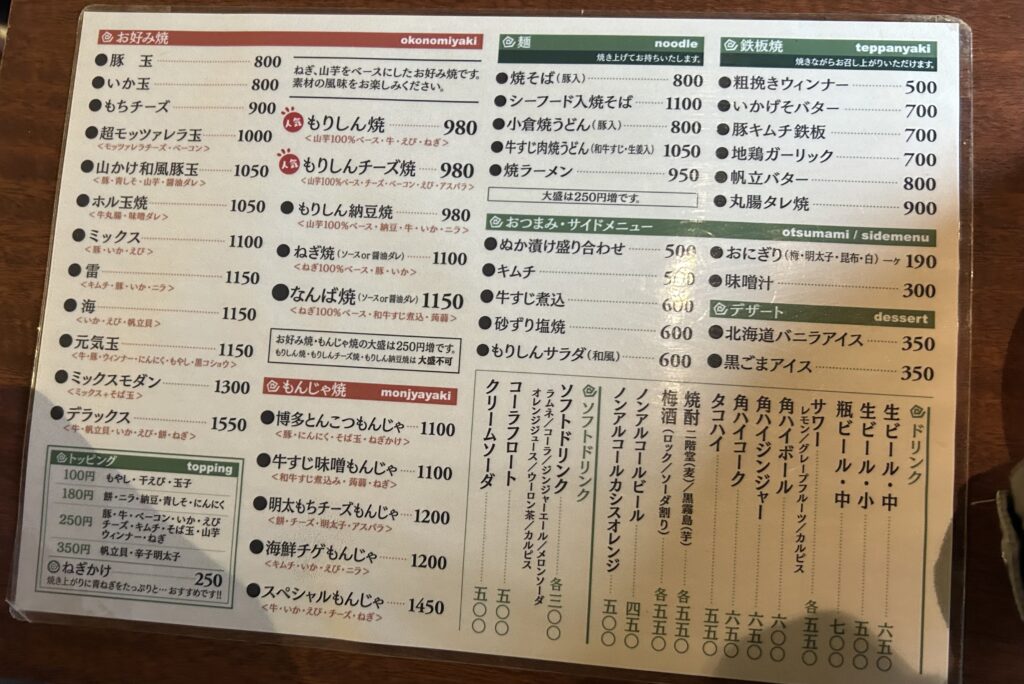 お好み焼 okonomiyaki
豚 玉 800
いか玉 800
もちチーズ 900
超モッツァレラ玉 1000
<モッツァレラチーズ・ベーコン>
山かけ和風豚玉 1050
<豚・青しそ・山芋・醤油ダレ>
ホル玉焼 1050
<牛丸腸・味噌ダレ>
ミックス 1100
<豚・いか・えび>
雷 1150
<キムチ・豚・いか・ニラ>
海 1150
<いか・えび・帆立貝>
元気玉 1150
<牛・豚・ウィンナー・にんにく・もやし・黒コショウ>
ミックスモダン 1300
<ミックス+そば玉>
デラックス 1550
<牛・帆立貝・いか・えび・餅・ねぎ>
トッピング topping
100円 もやし・干えび・玉子
180円 餅・ニラ・納豆・青しそ・にんにく
250円 豚・牛・ベーコン・いか・えび
チーズ・キムチ・そば玉・山芋
ウィンナー・ねぎ
350円 帆立貝・辛子明太子
◎ねぎかけ 250
焼き上がりに青ねぎをたっぷりと…おすすめです!!
ねぎ、山芋をベースにしたお好み焼です。
素材の風味をお楽しみください。
人気 もりしん焼 980
<山芋100%ベース・牛・えび・ねぎ>
人気 もりしんチーズ焼 980
<山芋100%ベース・チーズ・ベーコン・えび・アスパラ>
もりしん納豆焼 980
<山芋100%ベース・納豆・牛・いか・ニラ>
ねぎ焼(ソースor醤油ダレ) 1100
<ねぎ100%ベース・豚・いか>
なんば焼(ソースor醤油ダレ) 1150
<ねぎ100%ベース・和牛すじ煮込・蒟蒻>
お好み焼・もんじゃ焼の大盛は250円増です。
もりしん焼・もりしんチーズ焼・もりしん納豆焼は 大盛不可
もんじゃ焼 monjyayaki
博多とんこつもんじゃ 1100
<豚・にんにく・そば玉・ねぎかけ>
牛すじ味噌もんじゃ 1100
<和牛すじ煮込み・蒟蒻・ねぎ>
明太もちチーズもんじゃ 1200
<餅・チーズ・明太子・アスパラ>
海鮮チゲもんじゃ 1200
<キムチ・いか・えび・ニラ>
スペシャルもんじゃ 1450
<牛・いか・えび・チーズ・ねぎ>
麺 noodle
焼き上げてお持ちいたします。
焼そば(豚入) 800
シーフード入焼そば 1100
小倉焼うどん(豚入) 800
牛すじ肉焼うどん(和牛すじ・生姜入) 1050
焼ラーメン 950
大盛は250円増です。
鉄板焼 teppanyaki
焼きながらお召し上がりいただけます。
粗挽きウィンナー 500
いかげそバター 700
豚キムチ鉄板 700
地鶏ガーリック 700
帆立バター 800
丸腸タレ焼 900
おつまみ・サイドメニュー otsumami / sidemenu
ぬか漬け盛り合わせ 500
キムチ 500
牛すじ煮込 600
砂ずり塩焼 600
もりしんサラダ(和風) 600
おにぎり(梅・明太子・昆布・白)一ケ 190
味噌汁 300
デザート dessert
北海道バニラアイス 350
黒ごまアイス 350
ドリンク
生ビール・中 六五〇
生ビール・小 五〇〇
瓶ビール・中 七〇〇
サワー 各五五〇
レモン/グレープフルーツ/カルピス
角ハイボール 六〇〇
角ハイジンジャー 六五〇
角ハイコーク 六五〇
タコハイ 五五〇
焼酎 二階堂(麦)/黒霧島(芋) 各五五〇
梅酒(ロック/ソーダ割り) 各五五〇
ノンアルコールビール 四五〇
ノンアルコールカシスオレンジ 五〇〇
ソフトドリンク
ソフトドリンク 各三〇〇
ラムネ/コーラ/ジンジャーエール/メロンソーダ
オレンジジュース/ウーロン茶/カルピス
コーラフロート 五〇〇
クリームソーダ 五〇〇